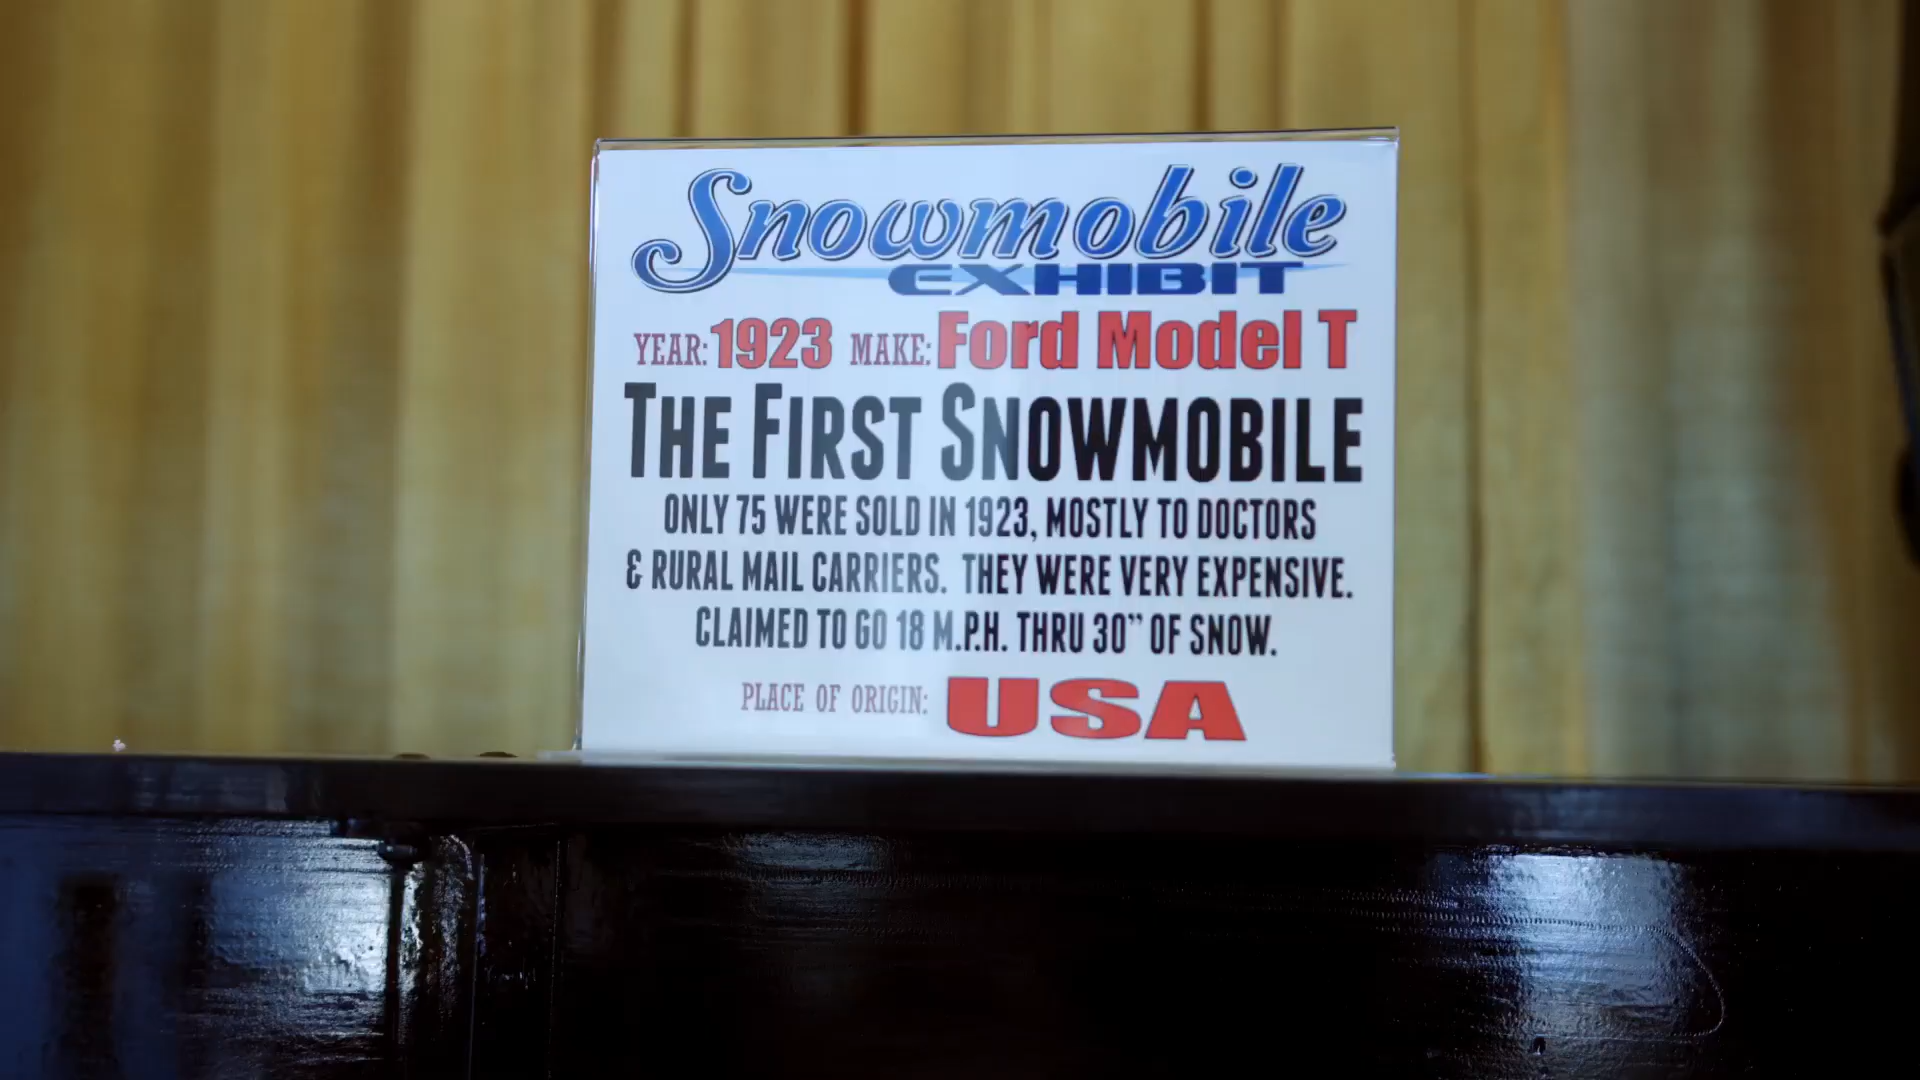 Snowmobile
EXHIBIT
YEAR: 1923 MAKE: Ford Model T
THE FIRST SNOWMOBILE
ONLY 75 WERE SOLD IN 1923, MOSTLY TO DOCTORS
& RURAL MAIL CARRIERS. THEY WERE VERY EXPENSIVE.
CLAIMED TO GO 18 M.P.H. THRU 30” OF SNOW.
PLACE OF ORIGIN: USA